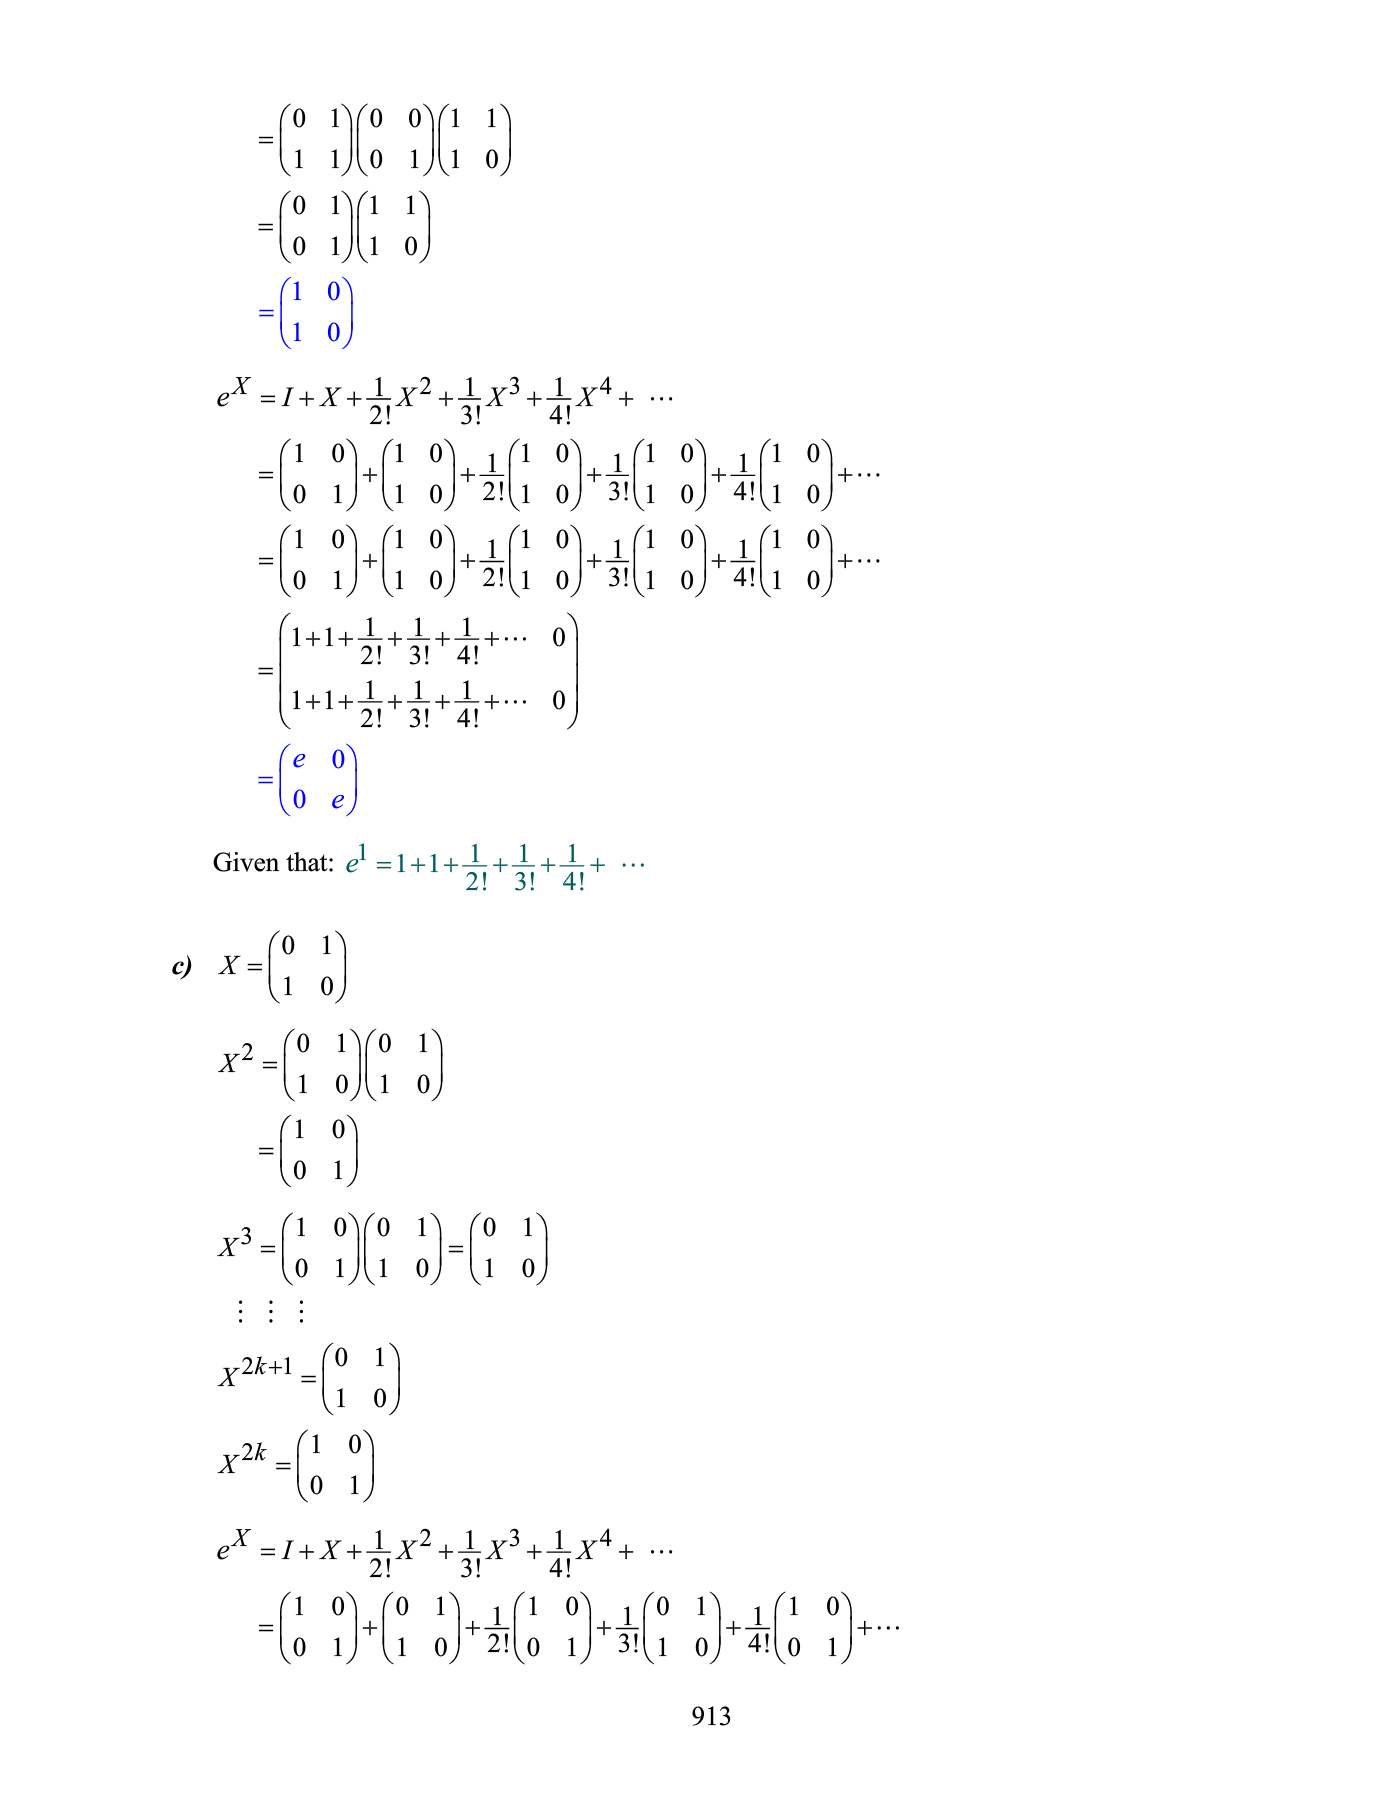 = \begin{pmatrix} 0 & 1 \\ 1 & 1 \end{pmatrix} \begin{pmatrix} 0 & 0 \\ 0 & 1 \end{pmatrix} \begin{pmatrix} 1 & 1 \\ 1 & 0 \end{pmatrix}
= \begin{pmatrix} 0 & 1 \\ 0 & 1 \end{pmatrix} \begin{pmatrix} 1 & 1 \\ 1 & 0 \end{pmatrix}
= \begin{pmatrix} 1 & 0 \\ 1 & 0 \end{pmatrix}
e^X = I + X + \frac{1}{2!} X^2 + \frac{1}{3!} X^3 + \frac{1}{4!} X^4 + \cdots
= \begin{pmatrix} 1 & 0 \\ 0 & 1 \end{pmatrix} + \begin{pmatrix} 1 & 0 \\ 1 & 0 \end{pmatrix} + \frac{1}{2!} \begin{pmatrix} 1 & 0 \\ 1 & 0 \end{pmatrix} + \frac{1}{3!} \begin{pmatrix} 1 & 0 \\ 1 & 0 \end{pmatrix} + \frac{1}{4!} \begin{pmatrix} 1 & 0 \\ 1 & 0 \end{pmatrix} + \cdots
= \begin{pmatrix} 1 & 0 \\ 0 & 1 \end{pmatrix} + \begin{pmatrix} 1 & 0 \\ 1 & 0 \end{pmatrix} + \frac{1}{2!} \begin{pmatrix} 1 & 0 \\ 1 & 0 \end{pmatrix} + \frac{1}{3!} \begin{pmatrix} 1 & 0 \\ 1 & 0 \end{pmatrix} + \frac{1}{4!} \begin{pmatrix} 1 & 0 \\ 1 & 0 \end{pmatrix} + \cdots
= \begin{pmatrix} 1+1+\frac{1}{2!}+\frac{1}{3!}+\frac{1}{4!}+\cdots & 0 \\ 1+1+\frac{1}{2!}+\frac{1}{3!}+\frac{1}{4!}+\cdots & 0 \end{pmatrix}
= \begin{pmatrix} e & 0 \\ 0 & e \end{pmatrix}
Given that: e^1 = 1+1+\frac{1}{2!}+\frac{1}{3!}+\frac{1}{4!}+ \cdots
c) X = \begin{pmatrix} 0 & 1 \\ 1 & 0 \end{pmatrix}
X^2 = \begin{pmatrix} 0 & 1 \\ 1 & 0 \end{pmatrix} \begin{pmatrix} 0 & 1 \\ 1 & 0 \end{pmatrix}
= \begin{pmatrix} 1 & 0 \\ 0 & 1 \end{pmatrix}
X^3 = \begin{pmatrix} 1 & 0 \\ 0 & 1 \end{pmatrix} \begin{pmatrix} 0 & 1 \\ 1 & 0 \end{pmatrix} = \begin{pmatrix} 0 & 1 \\ 1 & 0 \end{pmatrix}
\vdots \vdots \vdots
X^{2k+1} = \begin{pmatrix} 0 & 1 \\ 1 & 0 \end{pmatrix}
X^{2k} = \begin{pmatrix} 1 & 0 \\ 0 & 1 \end{pmatrix}
e^X = I + X + \frac{1}{2!} X^2 + \frac{1}{3!} X^3 + \frac{1}{4!} X^4 + \cdots
= \begin{pmatrix} 1 & 0 \\ 0 & 1 \end{pmatrix} + \begin{pmatrix} 0 & 1 \\ 1 & 0 \end{pmatrix} + \frac{1}{2!} \begin{pmatrix} 1 & 0 \\ 0 & 1 \end{pmatrix} + \frac{1}{3!} \begin{pmatrix} 0 & 1 \\ 1 & 0 \end{pmatrix} + \frac{1}{4!} \begin{pmatrix} 1 & 0 \\ 0 & 1 \end{pmatrix} + \cdots
913